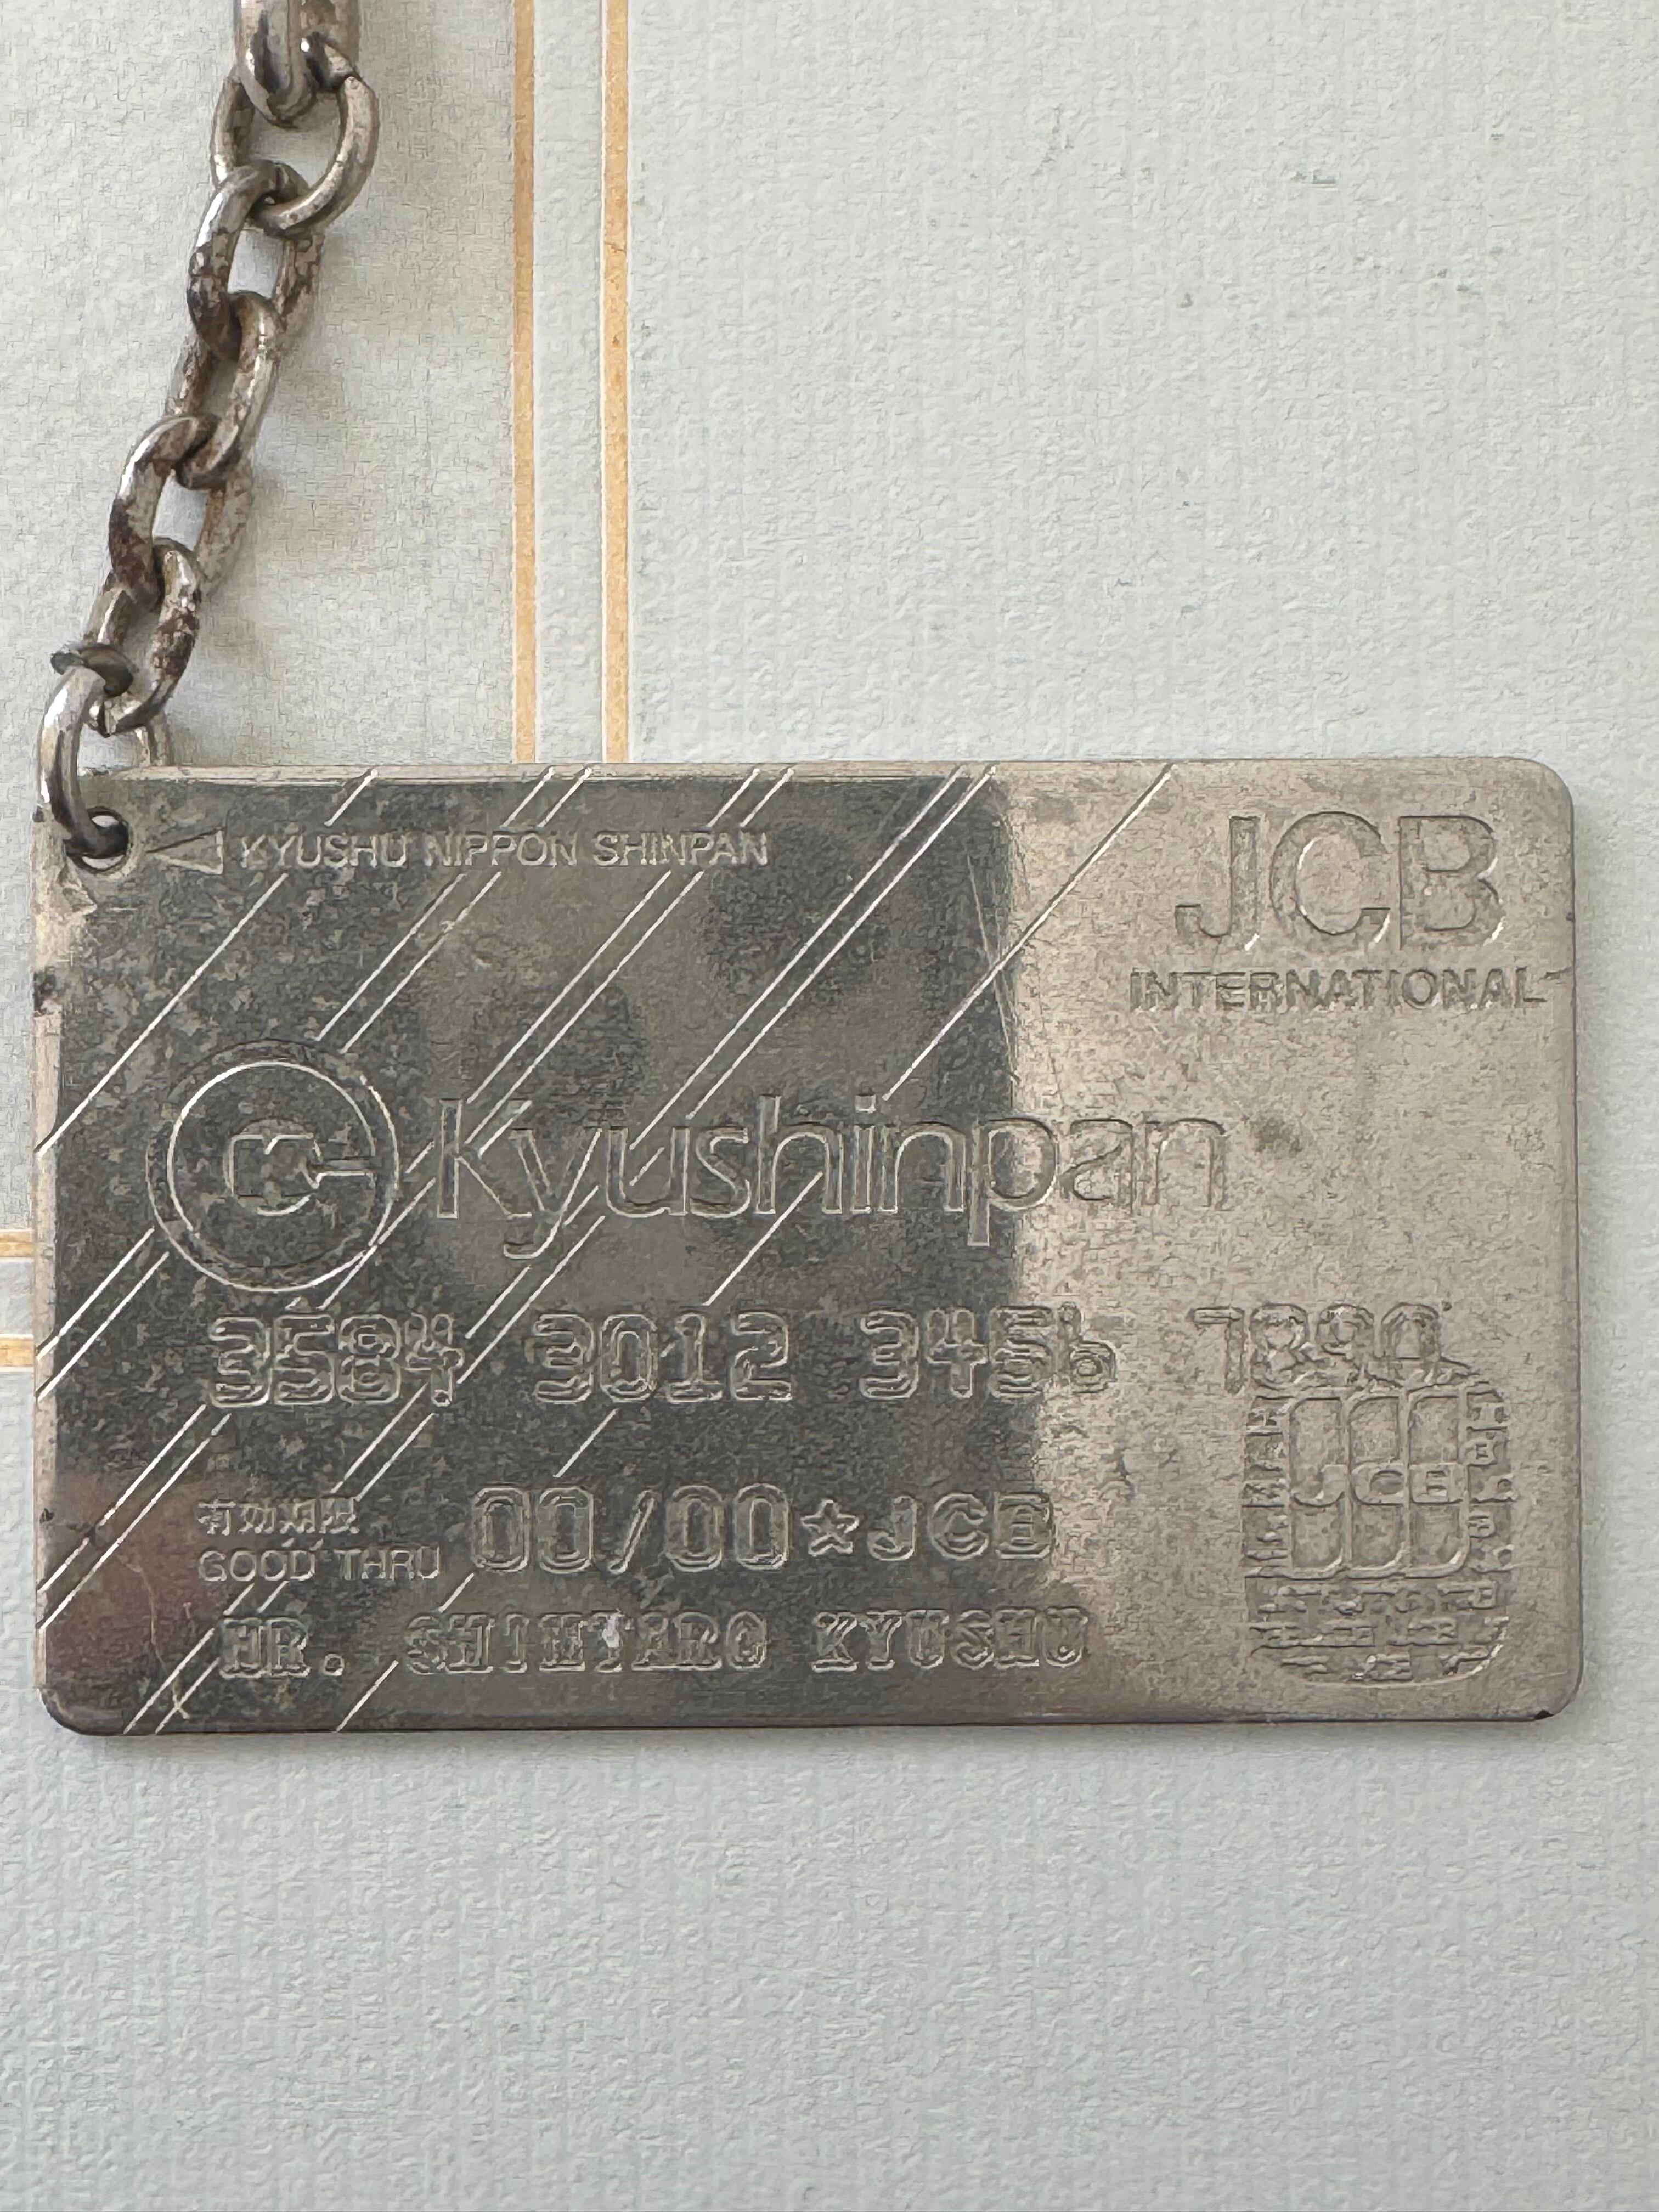 KYUSHU NIPPON SHINPAN
JCB
INTERNATIONAL
Kyushinpan
3584 3012 3456 7890
JCB
有効期限
GOOD THRU 00/00☆JCB
MR. SHINTARO KYUSHU